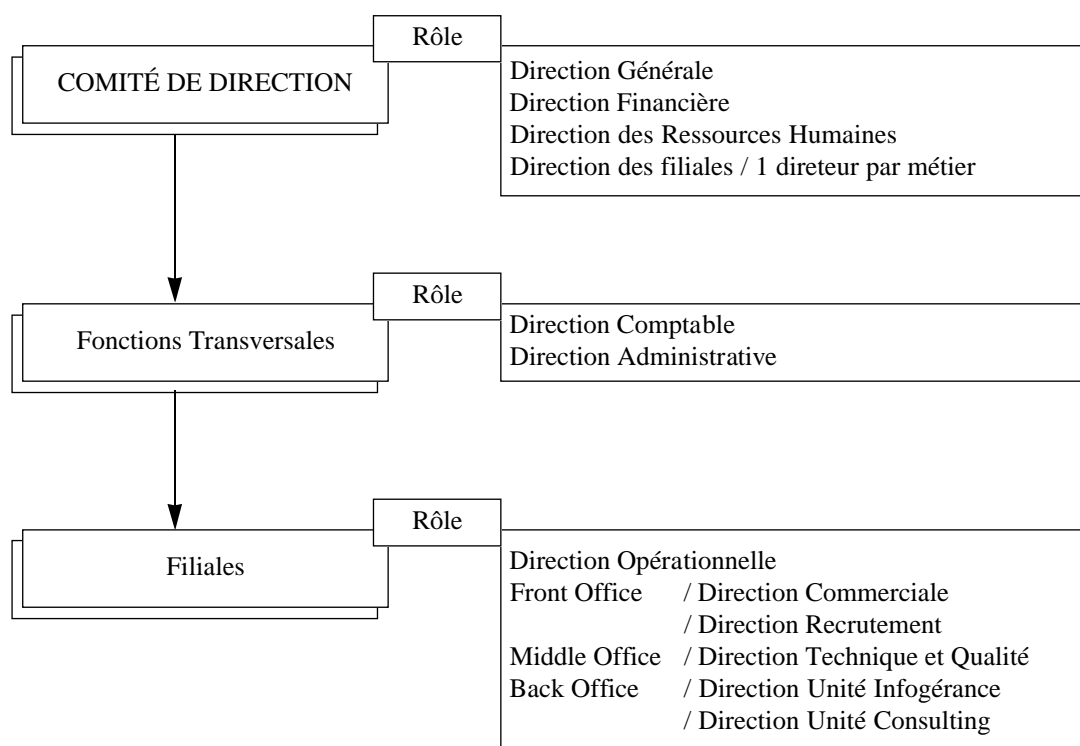 Rôle
COMITÉ DE DIRECTION
Direction Générale
Direction Financière
Direction des Ressources Humaines
Direction des filiales / 1 direteur par métier
Rôle
Fonctions Transversales
Direction Comptable
Direction Administrative
Rôle
Filiales
Direction Opérationnelle
Front Office / Direction Commerciale
/ Direction Recrutement
Middle Office / Direction Technique et Qualité
Back Office / Direction Unité Infogérance
/ Direction Unité Consulting